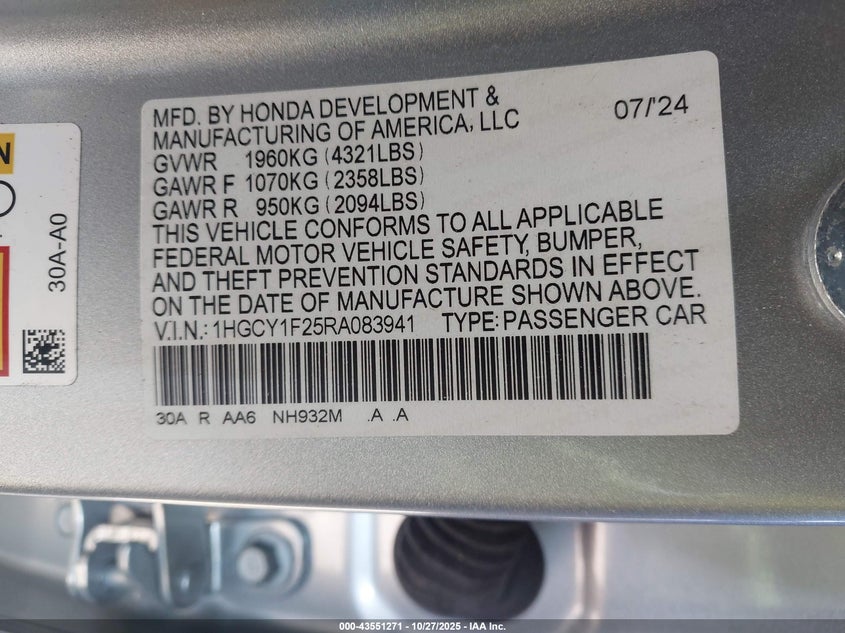 MFD. BY HONDA DEVELOPMENT &
MANUFACTURING OF AMERICA, LLC
07/'24
GVWR 1960KG (4321LBS)
GAWR F 1070KG (2358LBS)
GAWR R 950KG (2094LBS)
THIS VEHICLE CONFORMS TO ALL APPLICABLE
FEDERAL MOTOR VEHICLE SAFETY, BUMPER,
AND THEFT PREVENTION STANDARDS IN EFFECT
ON THE DATE OF MANUFACTURE SHOWN ABOVE.
V.I.N.: 1HGCY1F25RA083941 TYPE: PASSENGER CAR
30A R AA6 NH932M .A .A
30A-A0
000-43551271 - 10/27/2025 - IAA Inc.